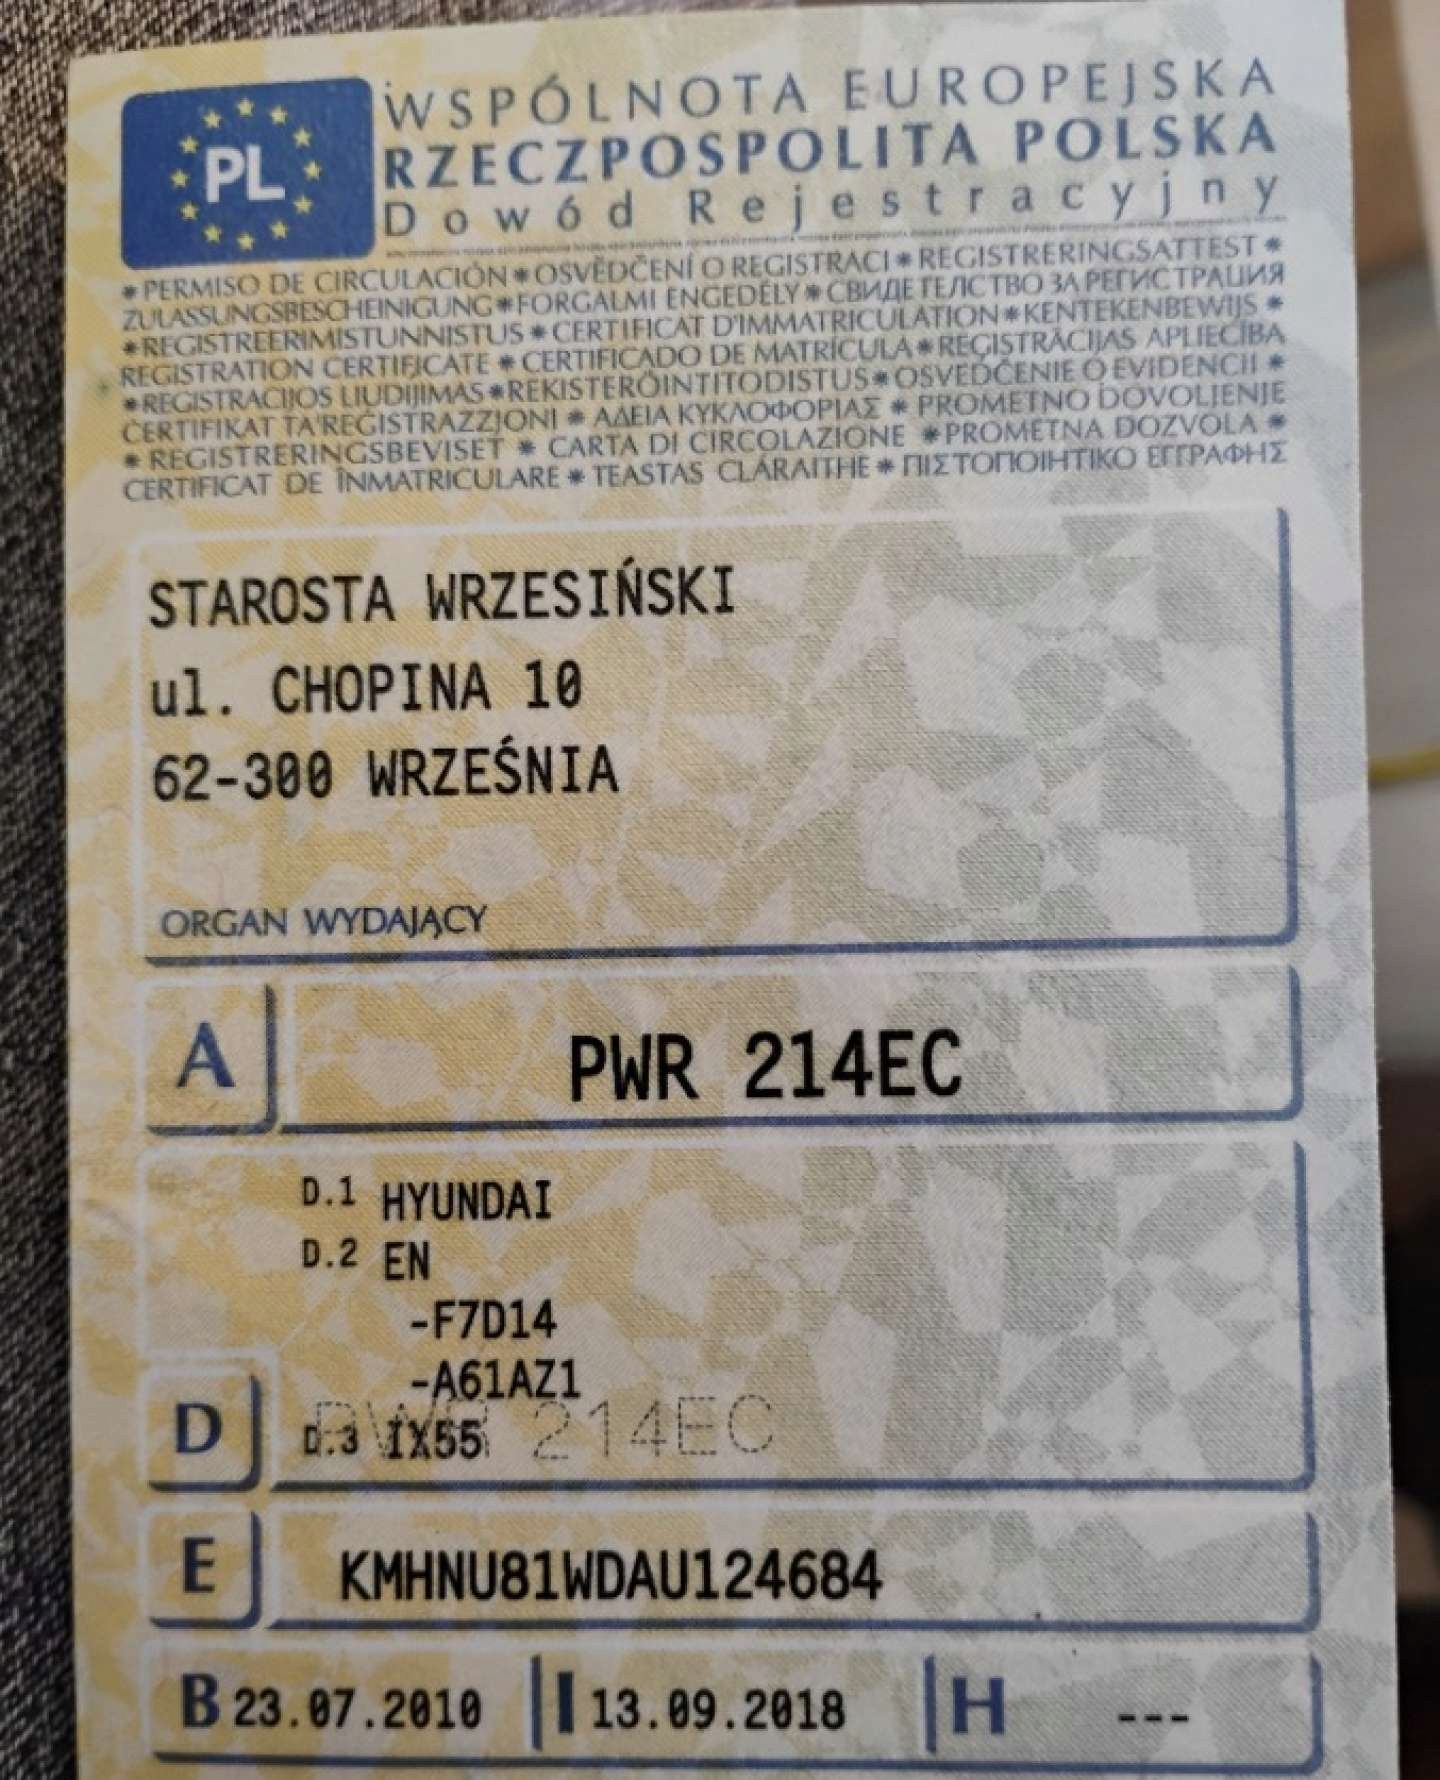 PL
WSPÓLNOTA EUROPEJSKA
RZECZPOSPOLITA POLSKA
Dowód Rejestracyjny
* PERMISO DE CIRCULACIÓN * OSVĚDČENÍ O REGISTRACI * REGISTRERINGSATTEST *
ZULASSUNGSBESCHEINIGUNG * FORGALMI ENGEDÉLY * СВИДЕТЕЛСТВО ЗА РЕГИСТРАЦИЯ
* REGISTREERIMISTUNNISTUS * CERTIFICAT D'IMMATRICULATION * KENTEKENBEWIJS *
REGISTRATION CERTIFICATE * CERTIFICADO DE MATRÍCULA * REĢISTRĀCIJAS APLIECĪBA
* REGISTRACIJOS LIUDIJIMAS * REKISTERÖINTITODISTUS * OSVEDČENIE O EVIDENCII *
ĊERTIFIKAT TA'REĠISTRAZZJONI * ΑΔΕΙΑ ΚΥΚΛΟΦΟΡΙΑΣ * PROMETNO DOVOLJENJE
* REGISTRERINGSBEVISET * CARTA DI CIRCOLAZIONE * PROMETNA DOZVOLA *
CERTIFICAT DE ÎNMATRICULARE * TEASTAS CLÁRAITHE * ΠΙΣΤΟΠΟΙΗΤΙΚΟ ΕΓΓΡΑΦΗΣ
STAROSTA WRZESIŃSKI
ul. CHOPINA 10
62-300 WRZEŚNIA
ORGAN WYDAJĄCY
A PWR 214EC
D.1 HYUNDAI
D.2 EN
-F7D14
-A61AZ1
D D.3 IX55
PWR 214EC
E KMHNU81WDAU124684
B 23.07.2010 I 13.09.2018 H ---